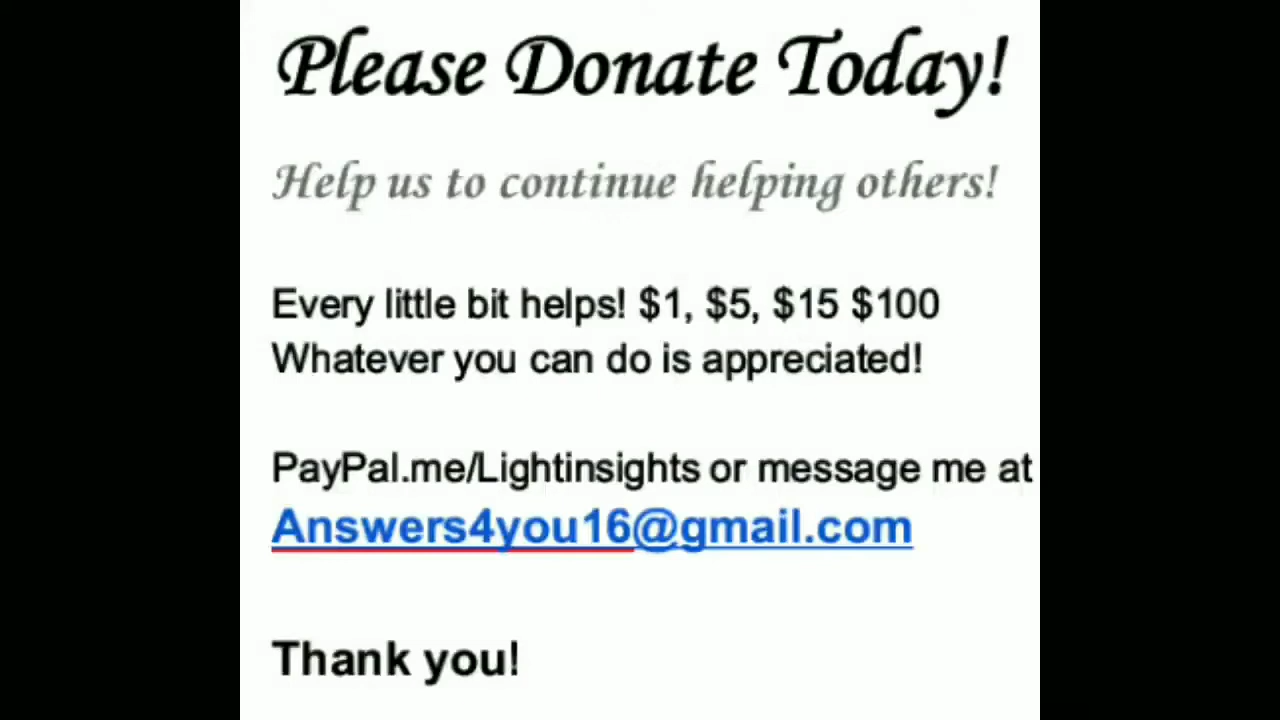 Please Donate Today!
Help us to continue helping others!
Every little bit helps! $1, $5, $15 $100
Whatever you can do is appreciated!
PayPal.me/Lightinsights or message me at
Answers4you16@gmail.com
Thank you!